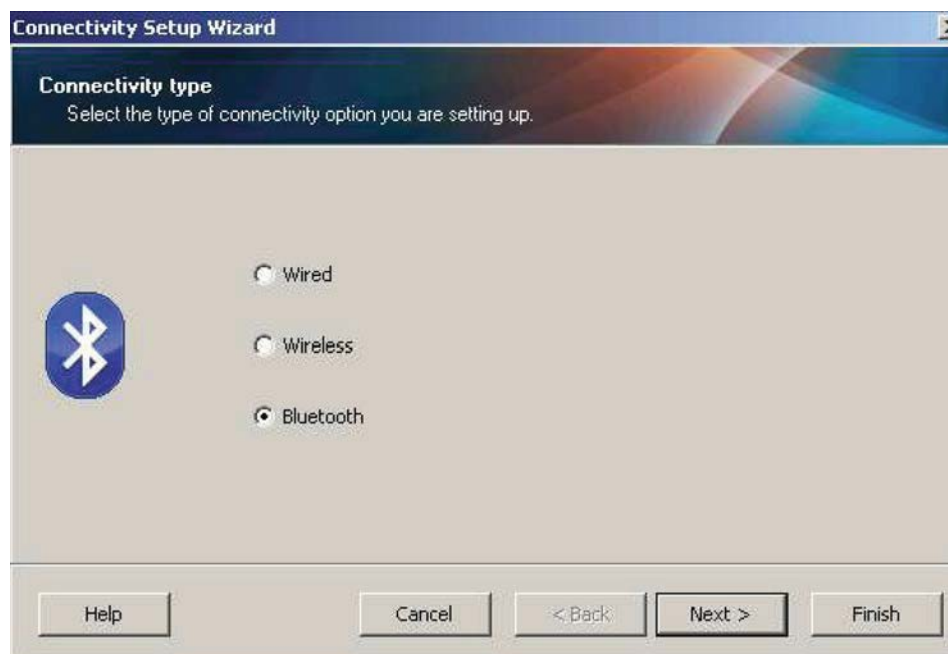 Connectivity Setup Wizard
Connectivity type
Select the type of connectivity option you are setting up.
Wired
Wireless
Bluetooth
Help Cancel < Back Next > Finish